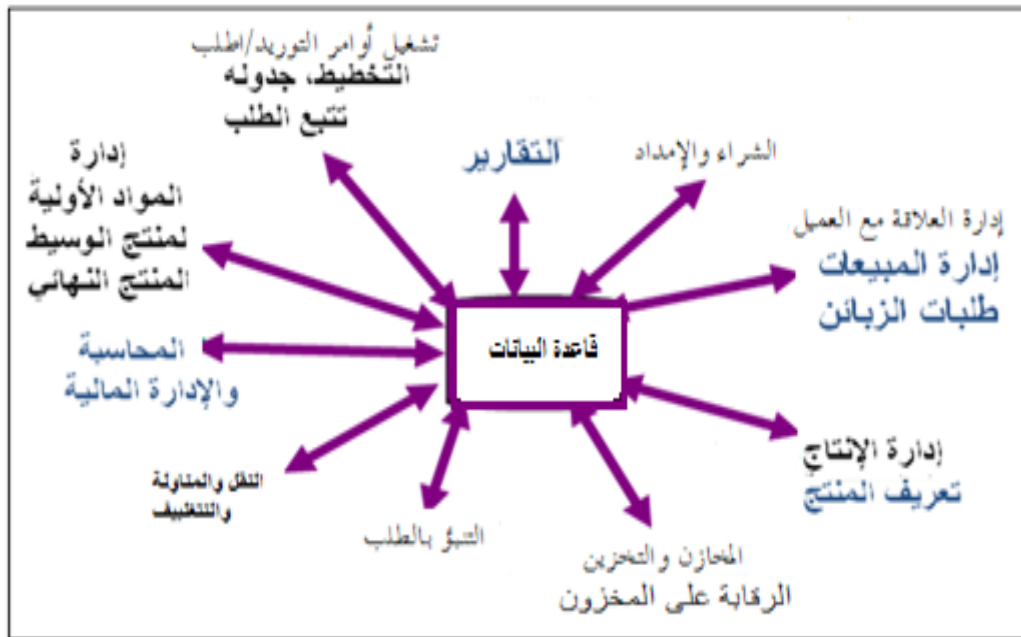 تشغيل أوامر التوريد/اطلب
التخطيط، جدوله
تتبع الطلب
التقارير
الشراء والإمداد
إدارة
المواد الأولية
لمنتج الوسيط
المنتج النهائي
إدارة العلاقة مع العميل
إدارة المبيعات
طلبات الزبائن
قاعدة البيانات
المحاسبة
والإدارة المالية
إدارة الإنتاج
تعريف المنتج
النقل والمناولة
والتغليف
التنبؤ بالطلب
المخازن والتخزين
الرقابة على المخزون